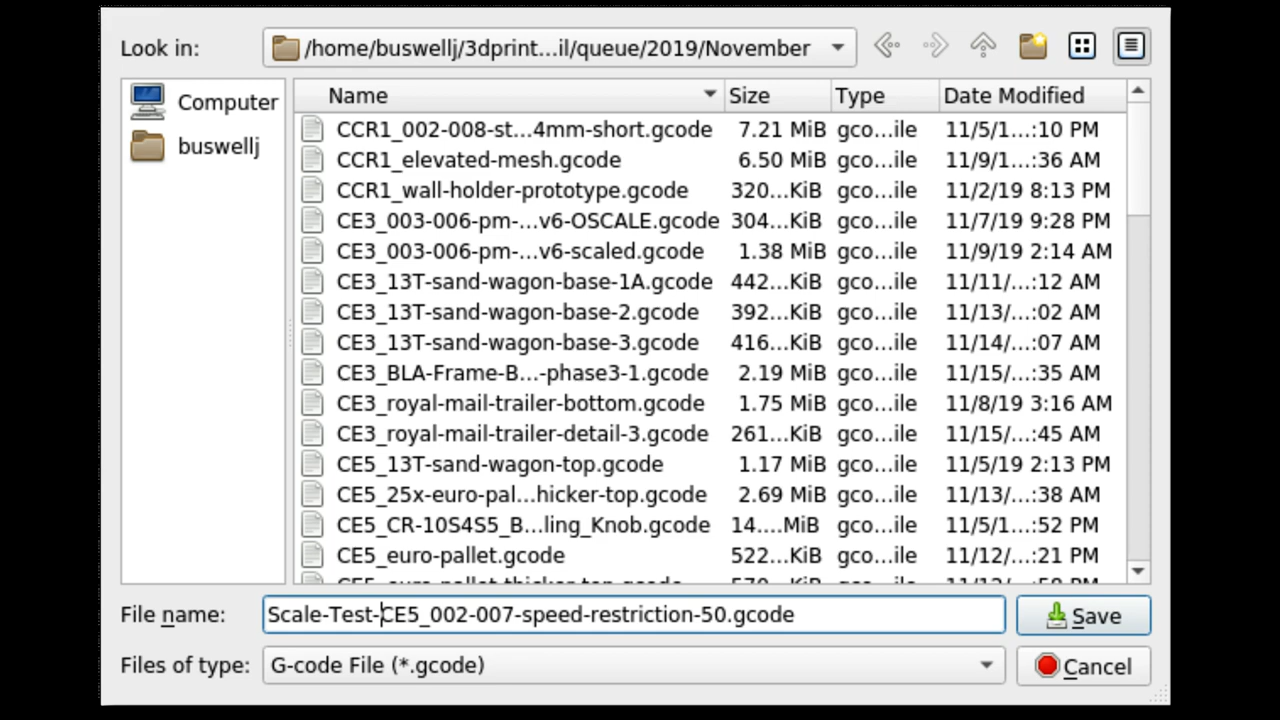 Look in: /home/buswellj/3dprint...il/queue/2019/November
Computer
buswellj
Name Size Type Date Modified
CCR1_002-008-st...4mm-short.gcode 7.21 MiB gco...ile 11/5/1...:10 PM
CCR1_elevated-mesh.gcode 6.50 MiB gco...ile 11/9/1...:36 AM
CCR1_wall-holder-prototype.gcode 320...KiB gco...ile 11/2/19 8:13 PM
CE3_003-006-pm-...v6-OSCALE.gcode 304...KiB gco...ile 11/7/19 9:28 PM
CE3_003-006-pm-...v6-scaled.gcode 1.38 MiB gco...ile 11/9/19 2:14 AM
CE3_13T-sand-wagon-base-1A.gcode 442...KiB gco...ile 11/11/...:12 AM
CE3_13T-sand-wagon-base-2.gcode 392...KiB gco...ile 11/13/...:02 AM
CE3_13T-sand-wagon-base-3.gcode 416...KiB gco...ile 11/14/...:07 AM
CE3_BLA-Frame-B...-phase3-1.gcode 2.19 MiB gco...ile 11/15/...:35 AM
CE3_royal-mail-trailer-bottom.gcode 1.75 MiB gco...ile 11/8/19 3:16 AM
CE3_royal-mail-trailer-detail-3.gcode 261...KiB gco...ile 11/15/...:45 AM
CE5_13T-sand-wagon-top.gcode 1.17 MiB gco...ile 11/5/19 2:13 PM
CE5_25x-euro-pal...hicker-top.gcode 2.69 MiB gco...ile 11/13/...:38 AM
CE5_CR-10S4S5_B...ling_Knob.gcode 14....MiB gco...ile 11/5/1...:52 PM
CE5_euro-pallet.gcode 522...KiB gco...ile 11/12/...:21 PM
File name: Scale-Test-CE5_002-007-speed-restriction-50.gcode Save
Files of type: G-code File (*.gcode) Cancel